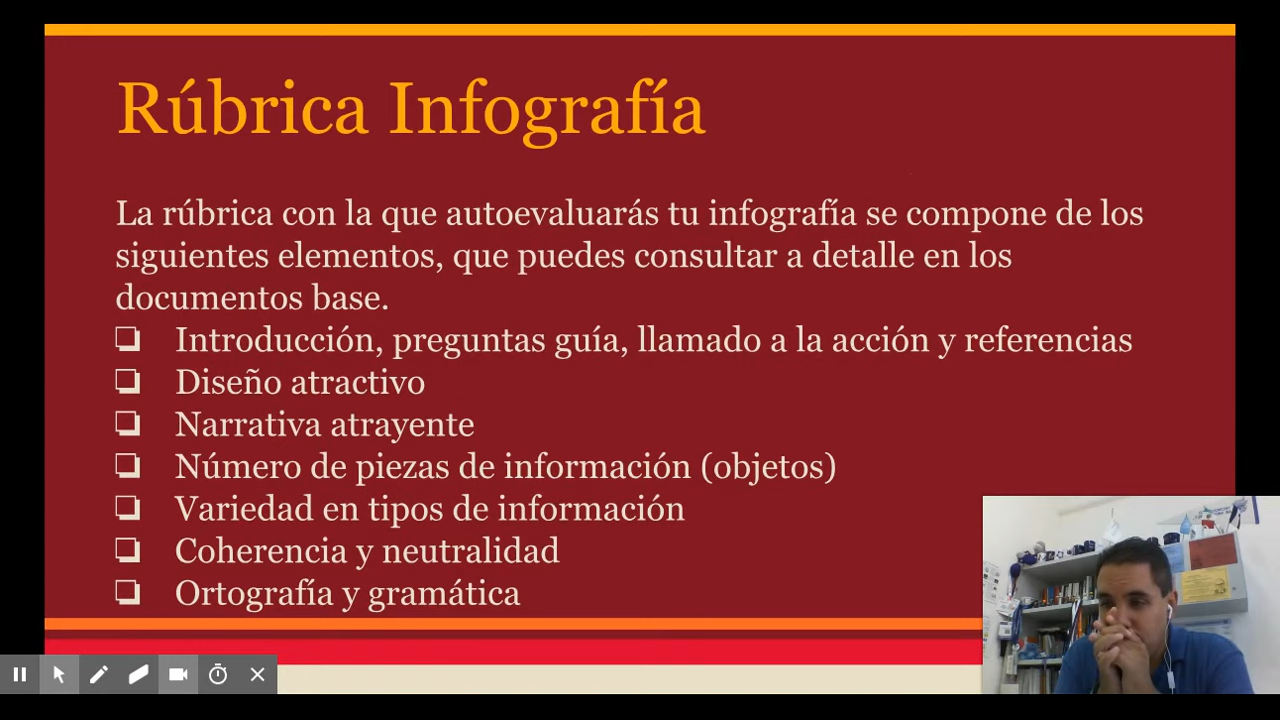 Rúbrica Infografía
La rúbrica con la que autoevaluarás tu infografía se compone de los
siguientes elementos, que puedes consultar a detalle en los
documentos base.
Introducción, preguntas guía, llamado a la acción y referencias
Diseño atractivo
Narrativa atrayente
Número de piezas de información (objetos)
Variedad en tipos de información
Coherencia y neutralidad
Ortografía y gramática